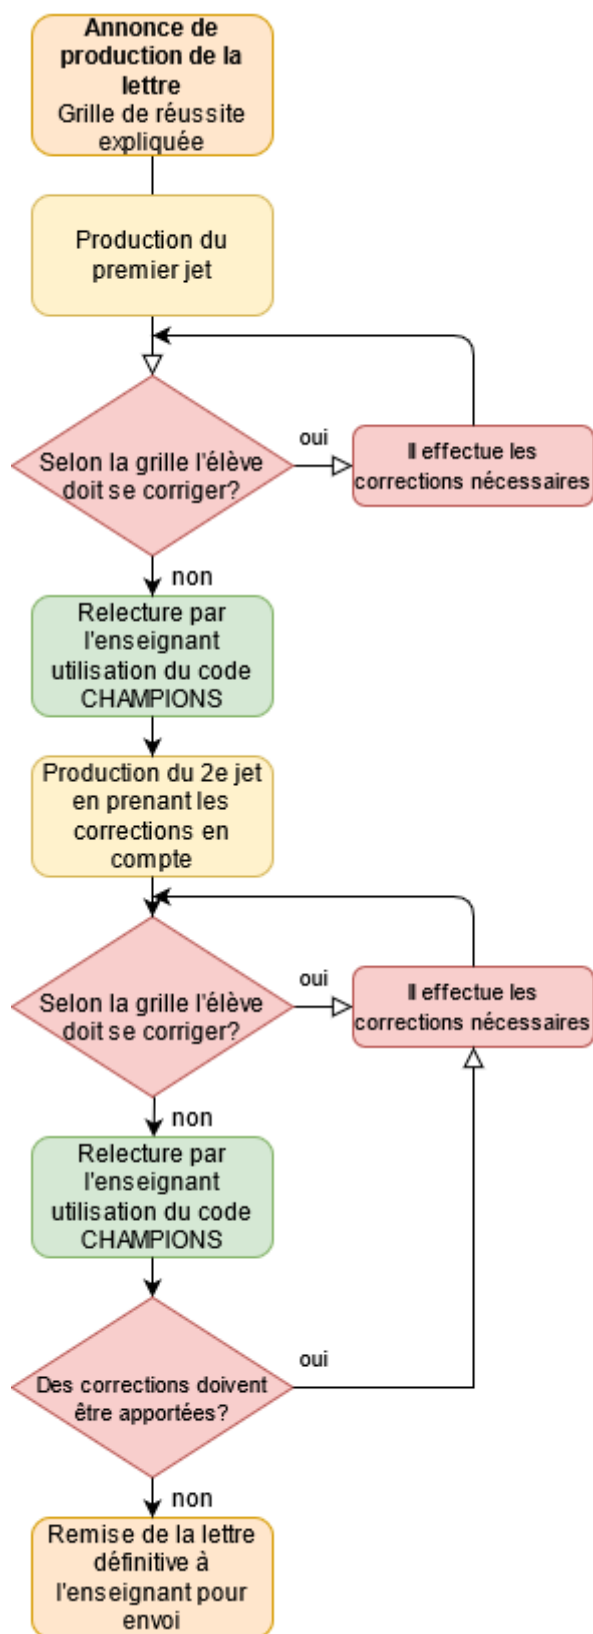 Annonce de
production de la
lettre
Grille de réussite
expliquée
Production du
premier jet
Selon la grille l'élève
doit se corriger?
oui
Il effectue les
corrections nécessaires
non
Relecture par
l'enseignant
utilisation du code
CHAMPIONS
Production du 2e jet
en prenant les
corrections en
compte
Selon la grille l'élève
doit se corriger?
oui
Il effectue les
corrections nécessaires
non
Relecture par
l'enseignant
utilisation du code
CHAMPIONS
Des corrections doivent
être apportées?
oui
non
Remise de la lettre
définitive à
l'enseignant pour
envoi